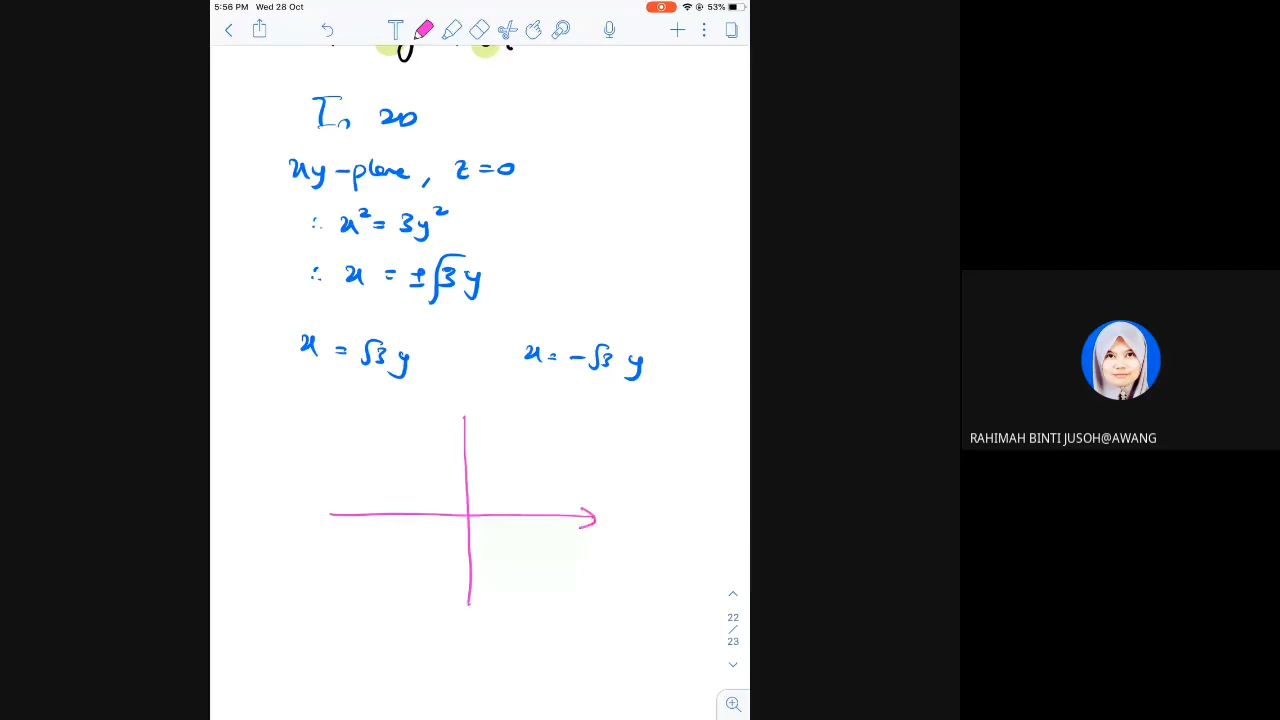 5:56 PM Wed 28 Oct
53%
T
In 2D
xy-plane, z=0
∴ x² = 3y²
∴ x = ±√3 y
x = √3 y
x = -√3 y
22
/
23
RAHIMAH BINTI JUSOH@AWANG